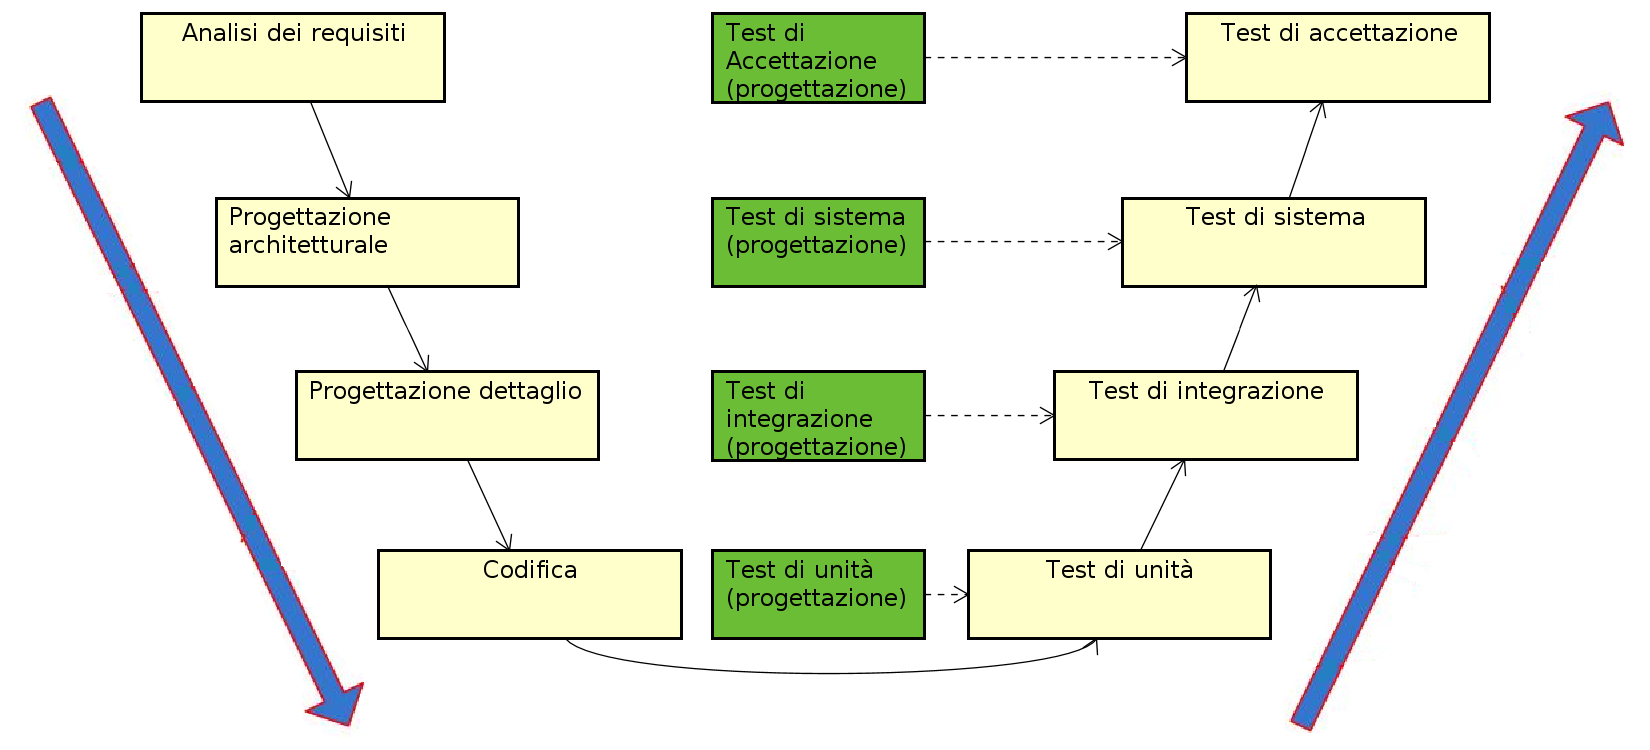 Analisi dei requisiti
Test di
Accettazione
(progettazione)
Test di accettazione
Progettazione
architetturale
Test di sistema
(progettazione)
Test di sistema
Progettazione dettaglio
Test di
integrazione
(progettazione)
Test di integrazione
Codifica
Test di unità
(progettazione)
Test di unità